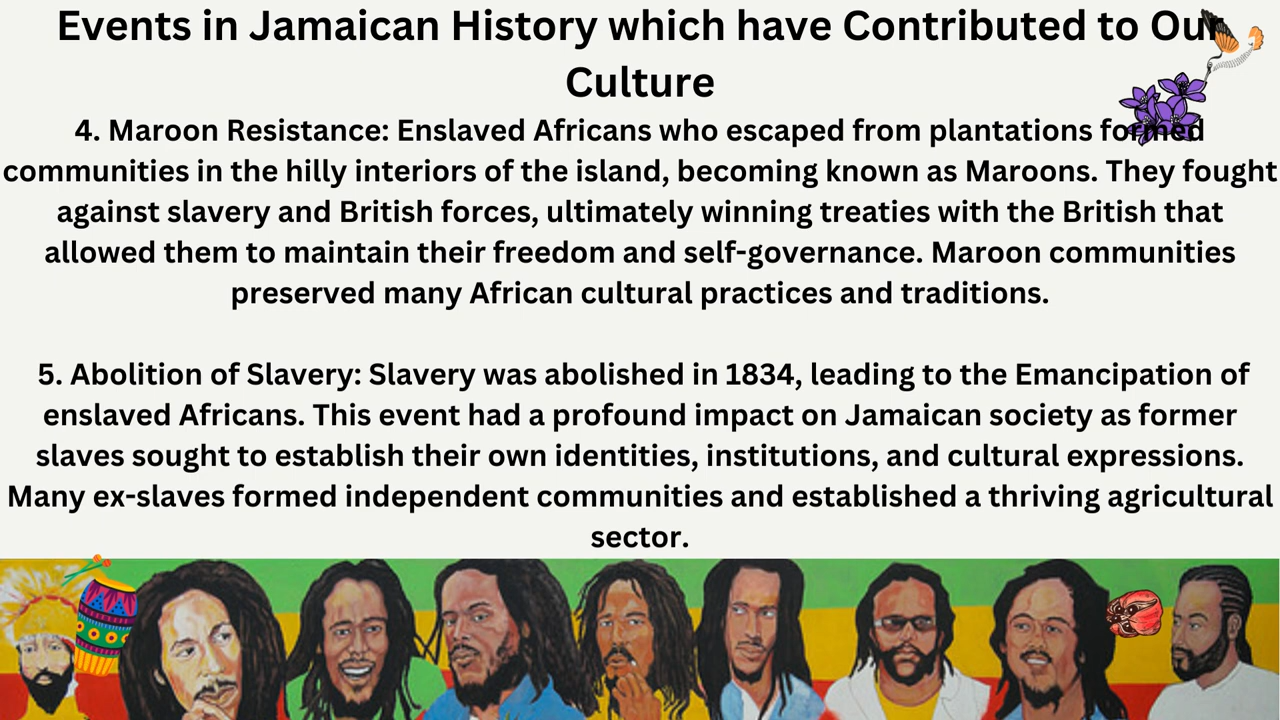 Events in Jamaican History which have Contributed to Our
Culture
4. Maroon Resistance: Enslaved Africans who escaped from plantations formed
communities in the hilly interiors of the island, becoming known as Maroons. They fought
against slavery and British forces, ultimately winning treaties with the British that
allowed them to maintain their freedom and self-governance. Maroon communities
preserved many African cultural practices and traditions.
5. Abolition of Slavery: Slavery was abolished in 1834, leading to the Emancipation of
enslaved Africans. This event had a profound impact on Jamaican society as former
slaves sought to establish their own identities, institutions, and cultural expressions.
Many ex-slaves formed independent communities and established a thriving agricultural
sector.